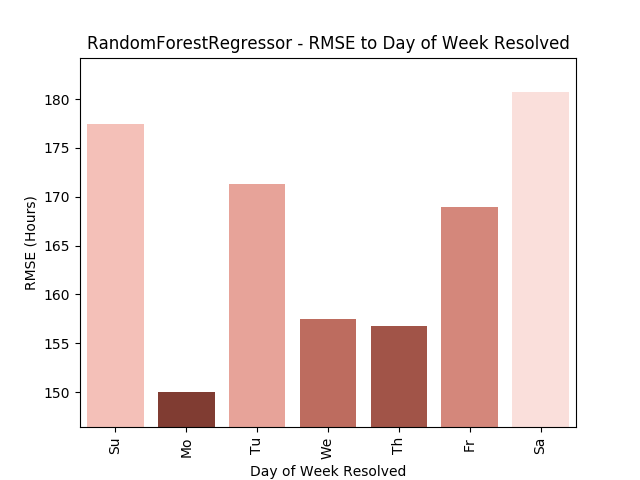 RandomForestRegressor - RMSE to Day of Week Resolved
180
175
170
165
160
155
150
RMSE (Hours)
Su
Mo
Tu
We
Th
Fr
Sa
Day of Week Resolved